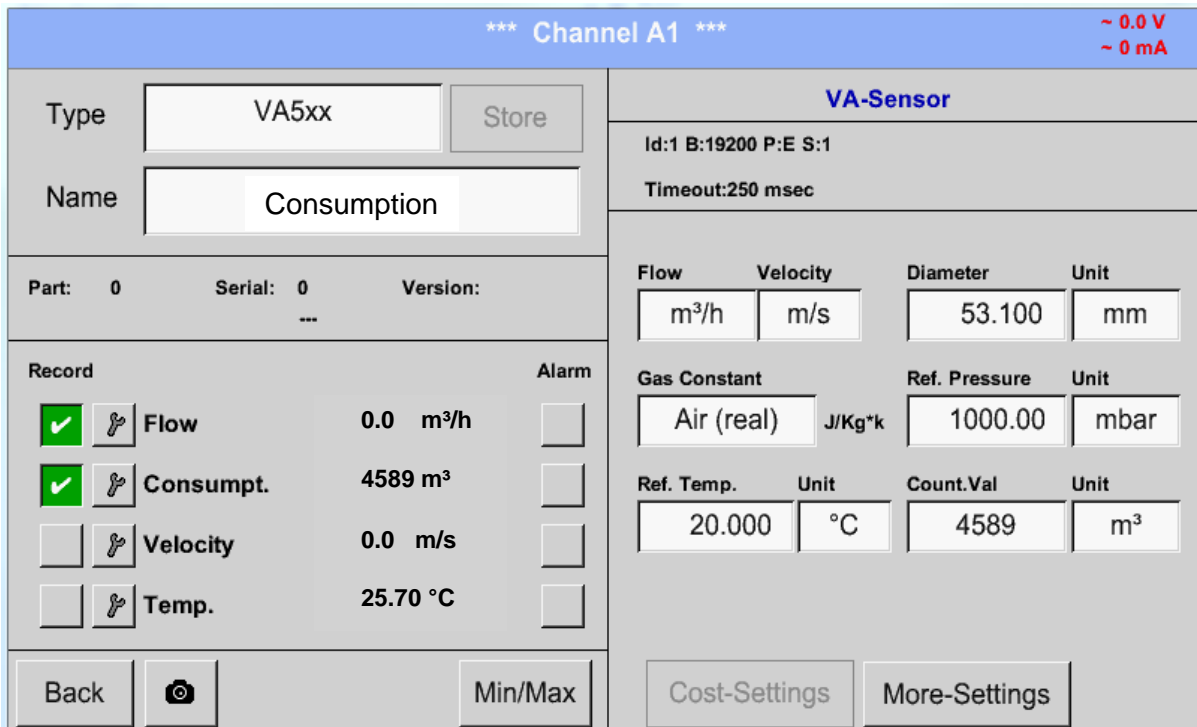 *** Channel A1 ***
~ 0.0 V
~ 0 mA
Type
VA5xx
Store
Name
Consumption
Part: 0 Serial: 0 Version:
---
Record Alarm
Flow 0.0 m³/h
Consumpt. 4589 m³
Velocity 0.0 m/s
Temp. 25.70 °C
Back
Min/Max
VA-Sensor
Id:1 B:19200 P:E S:1
Timeout:250 msec
Flow Velocity Diameter Unit
m³/h m/s 53.100 mm
Gas Constant Ref. Pressure Unit
Air (real) J/Kg*k 1000.00 mbar
Ref. Temp. Unit Count.Val Unit
20.000 °C 4589 m³
Cost-Settings
More-Settings